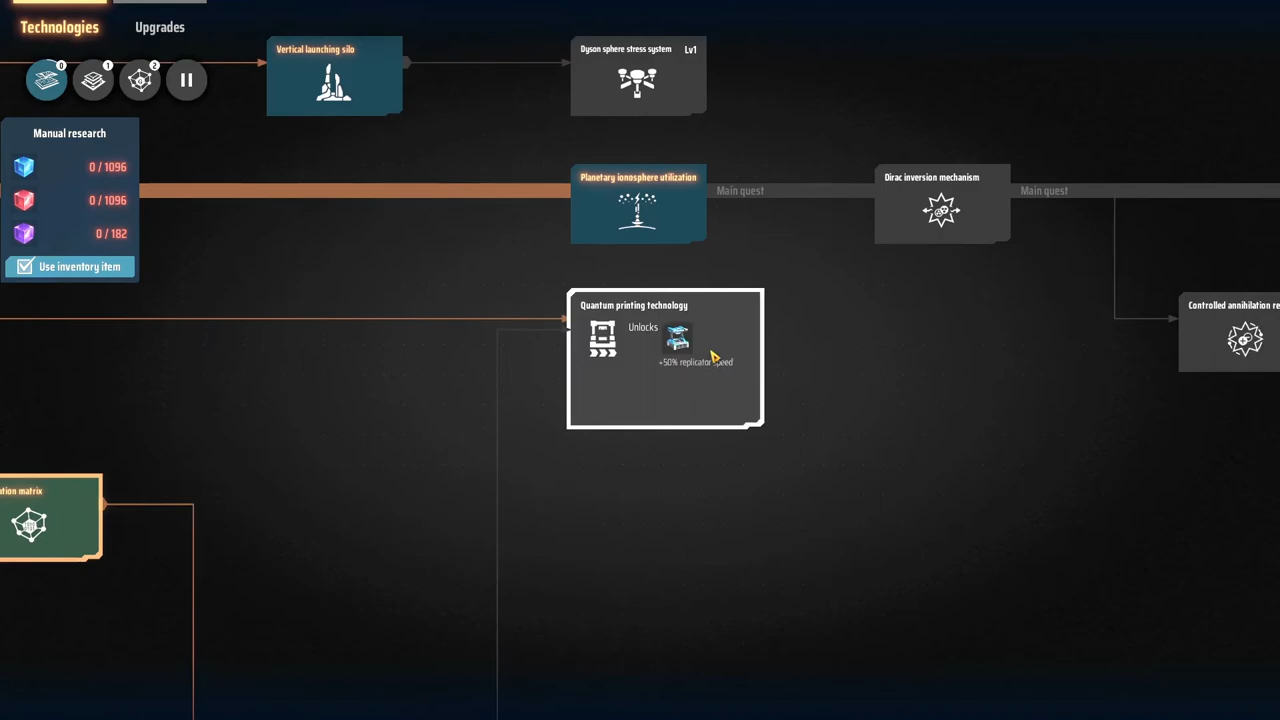 Technologies
Upgrades
0
1
2
Vertical launching silo
Dyson sphere stress system
Lv1
Manual research
0 / 1096
0 / 1096
0 / 182
Use inventory item
Planetary ionosphere utilization
Main quest
Dirac inversion mechanism
Main quest
Quantum printing technology
Unlocks
+50% replicator speed
Controlled annihilation re
ation matrix